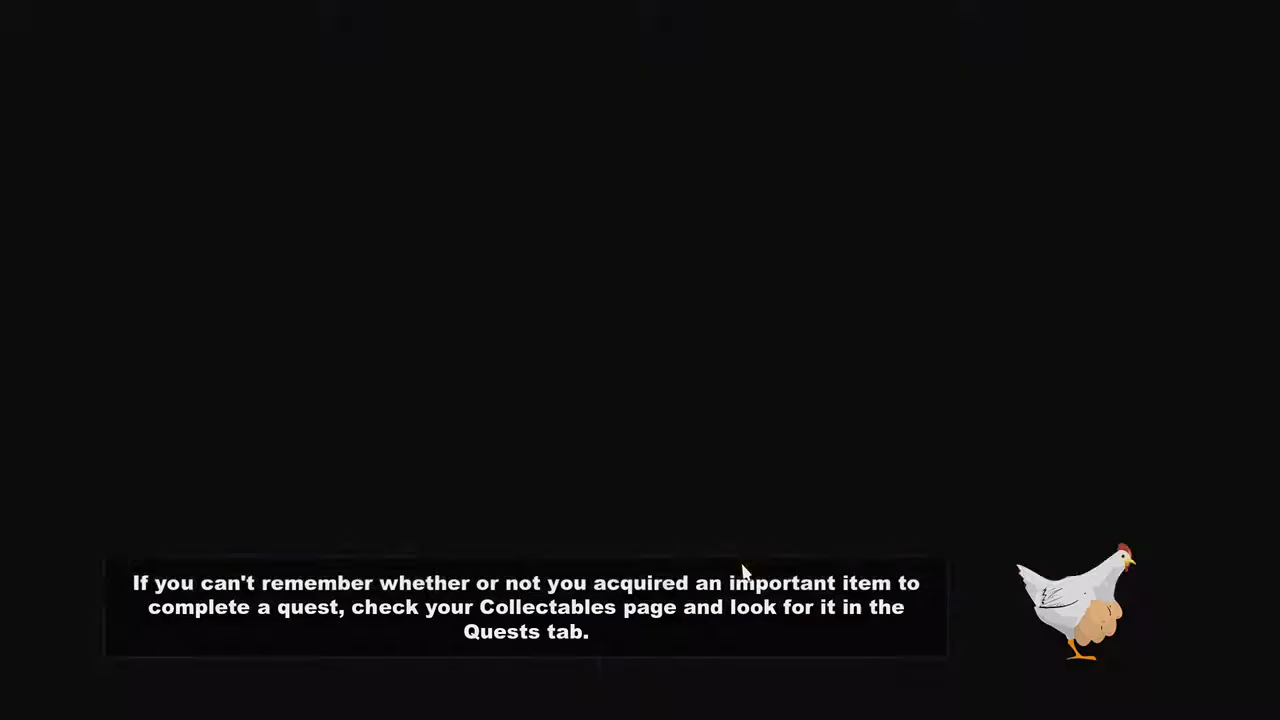 If you can't remember whether or not you acquired an important item to
complete a quest, check your Collectables page and look for it in the
Quests tab.